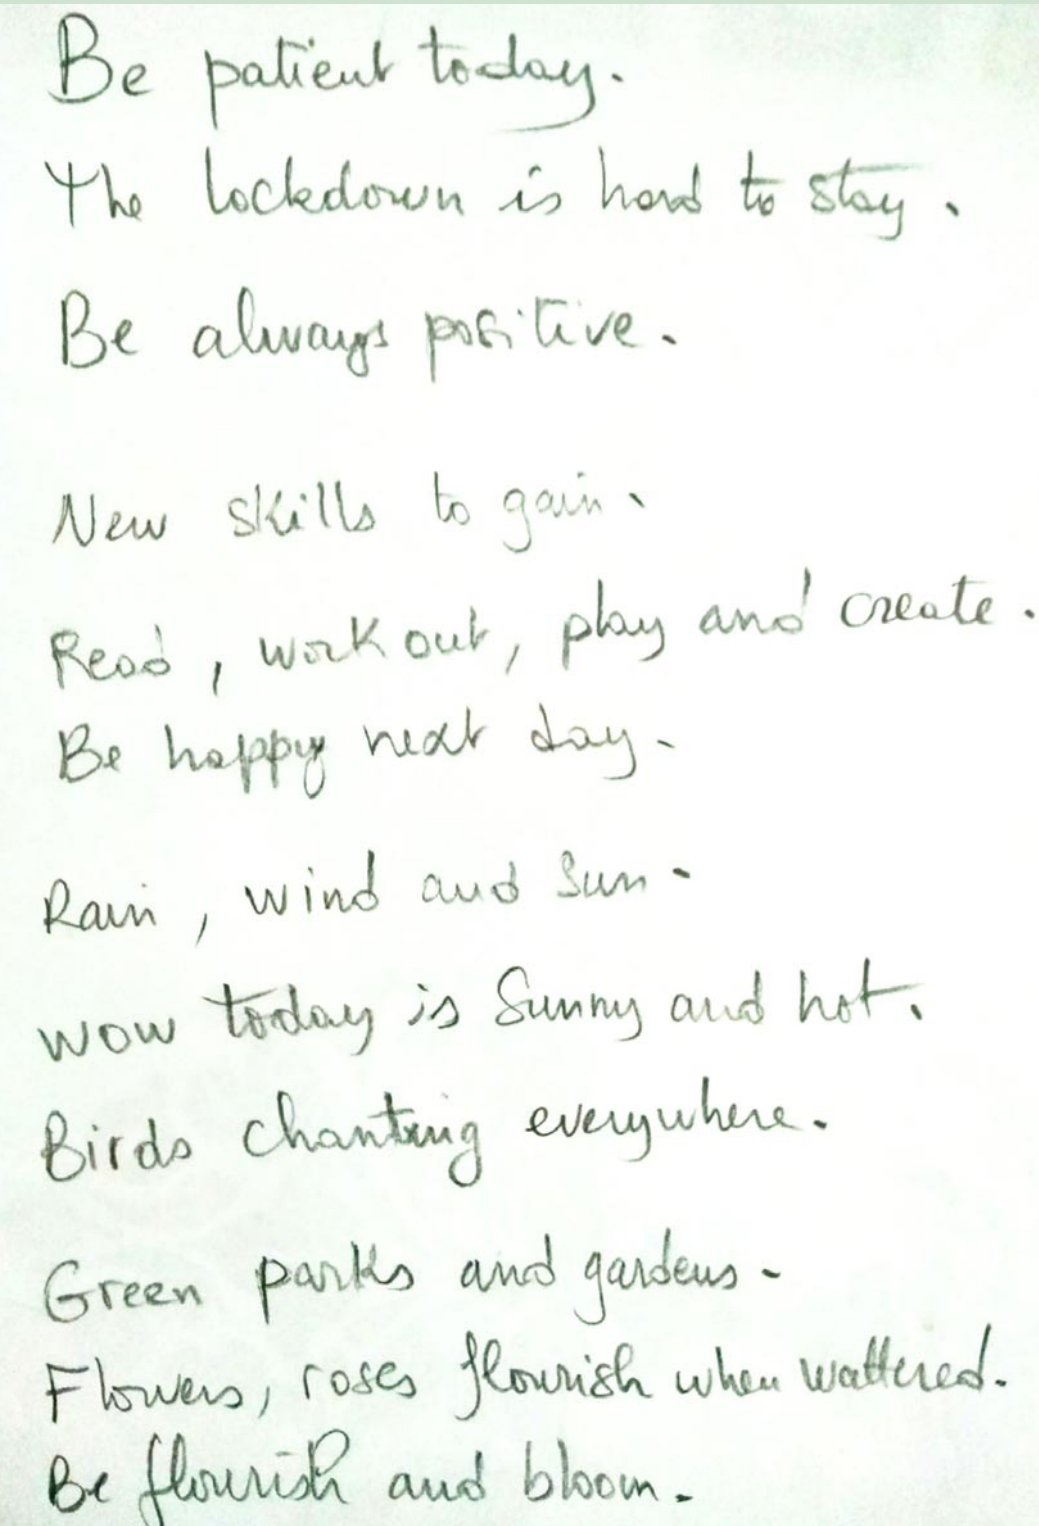 Be patient today.
The lockdown is hard to stay.
Be always positive.
New skills to gain.
Read, work out, play and create.
Be happy next day.
Rain, wind and sun.
Wow today is sunny and hot.
Birds chanting everywhere.
Green parks and gardens.
Flowers, roses flourish when wattered.
Be flourish and bloom.